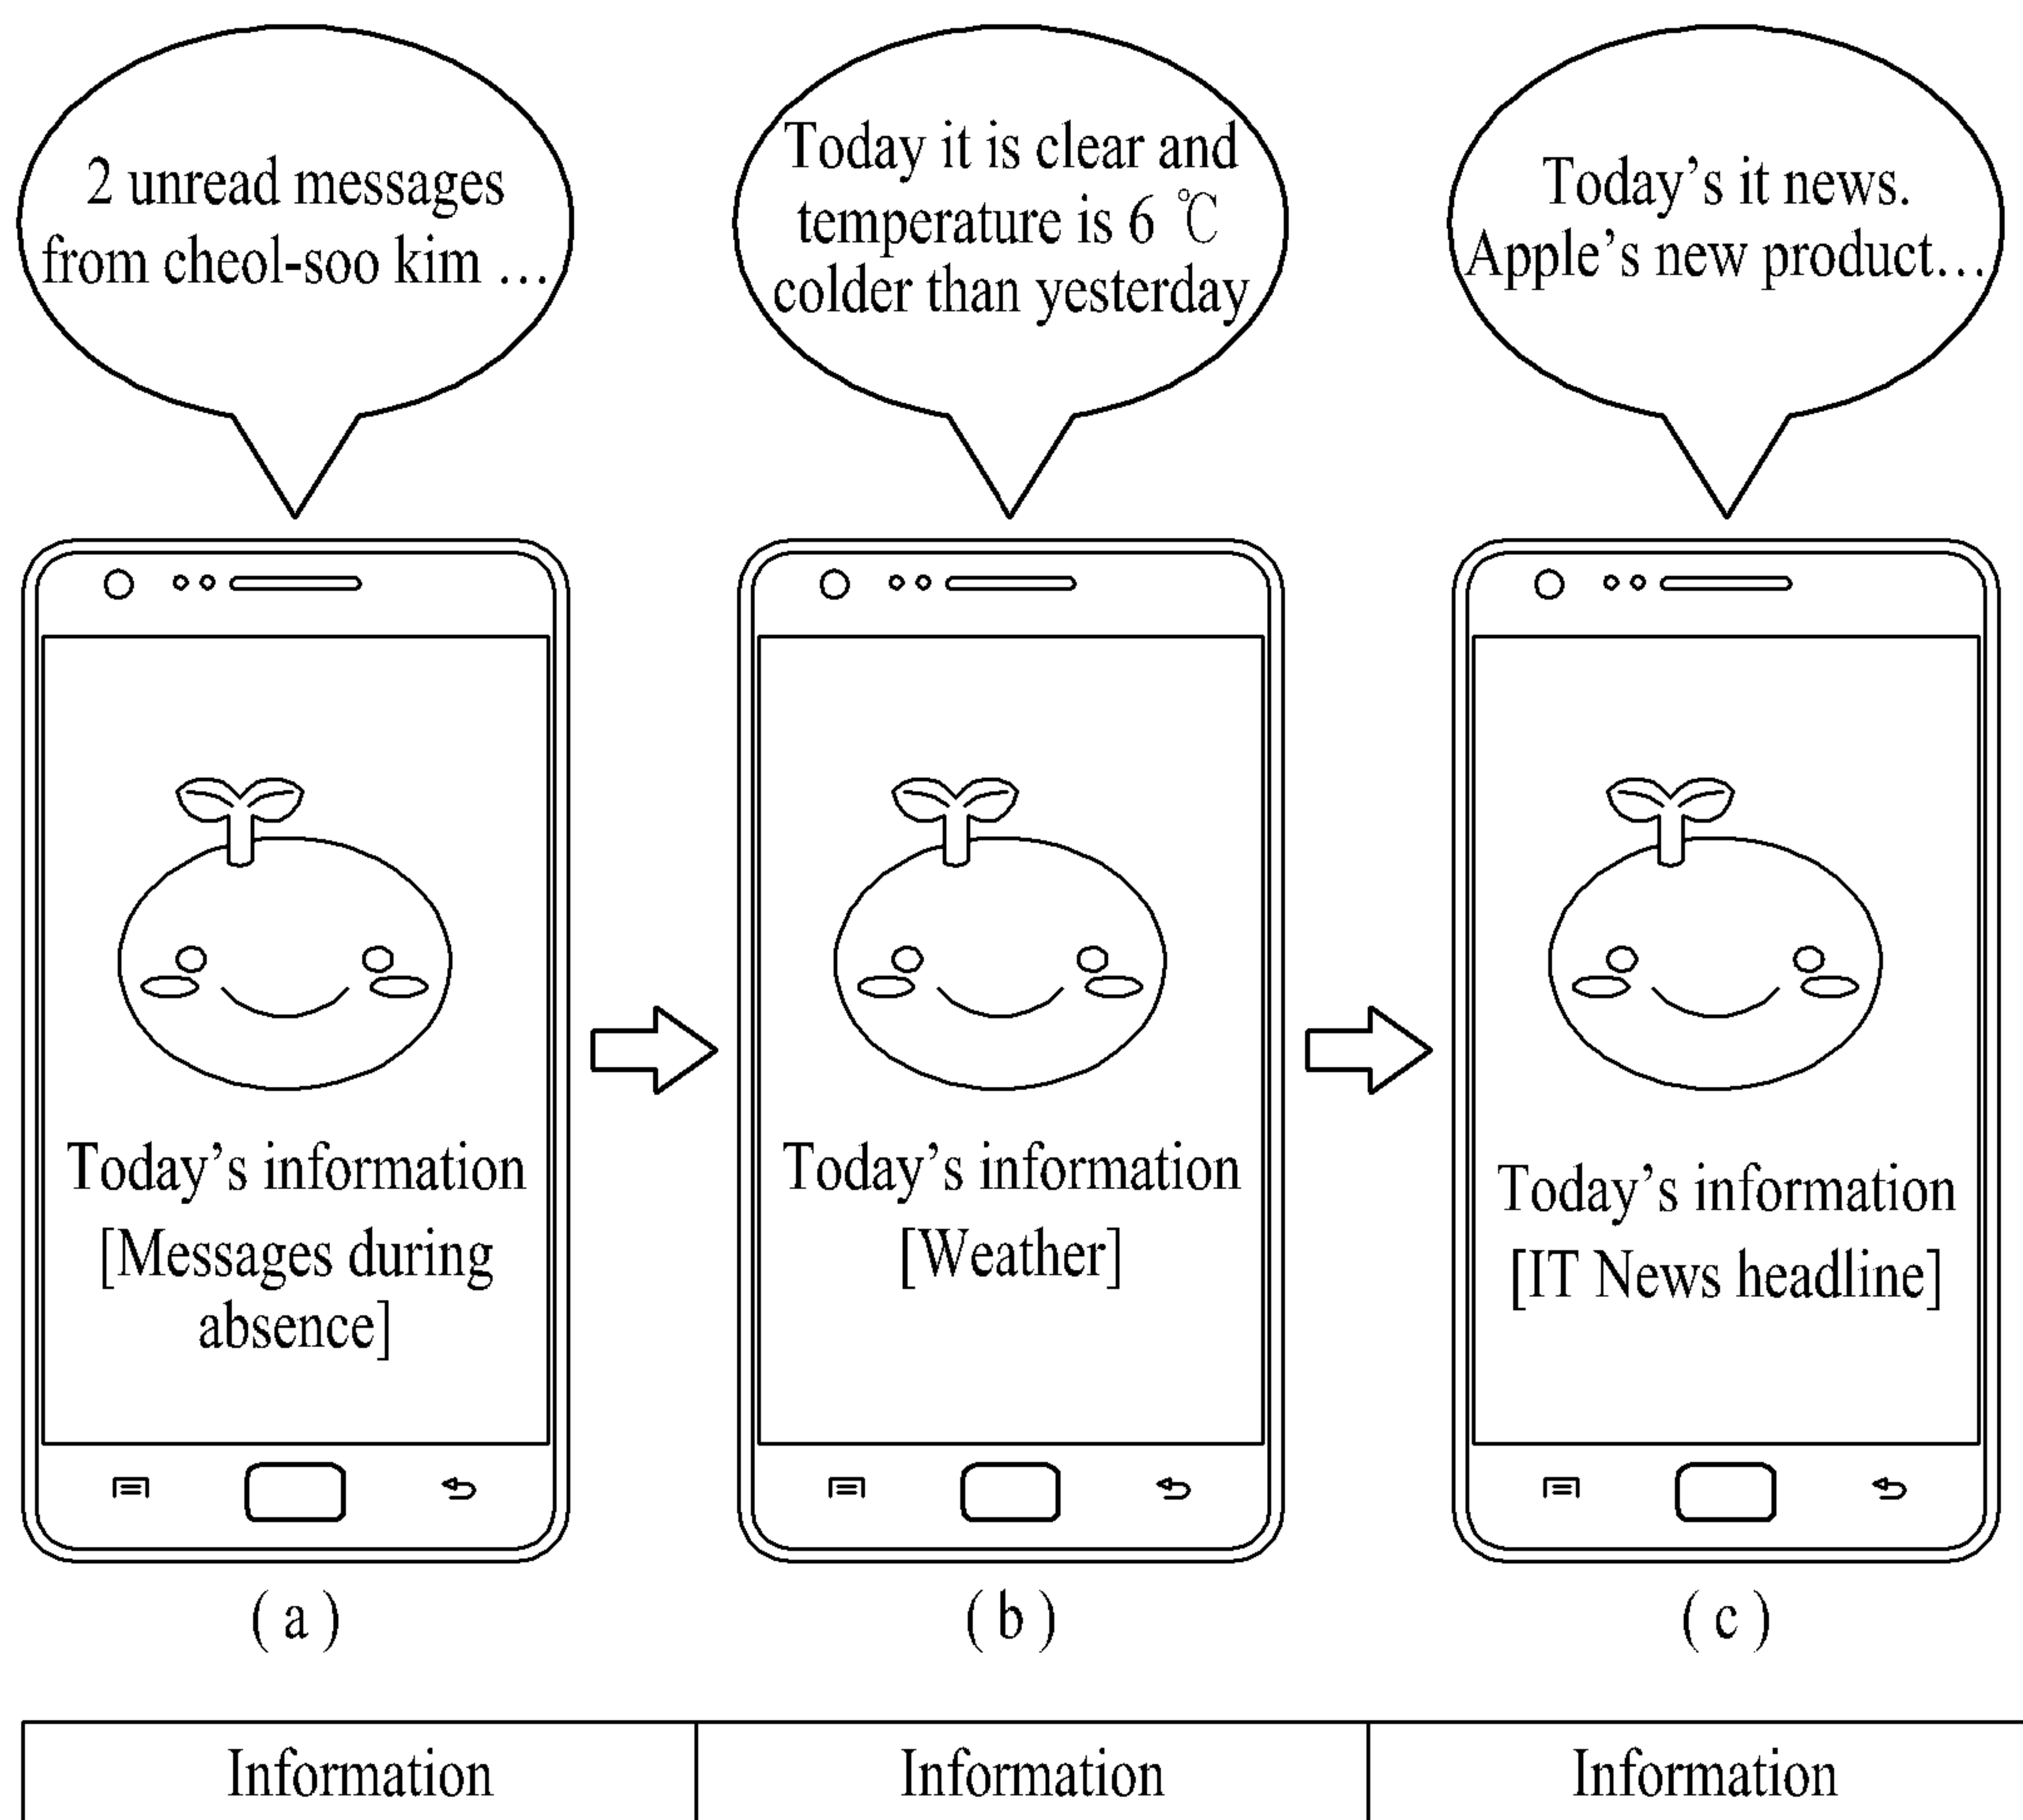 2 unread messages
from cheol-soo kim …
Today it is clear and
temperature is 6 ℃
colder than yesterday
Today’s it news.
Apple’s new product…
Today’s information
[Messages during
absence]
Today’s information
[Weather]
Today’s information
[IT News headline]
( a )
( b )
( c )
Information
Information
Information